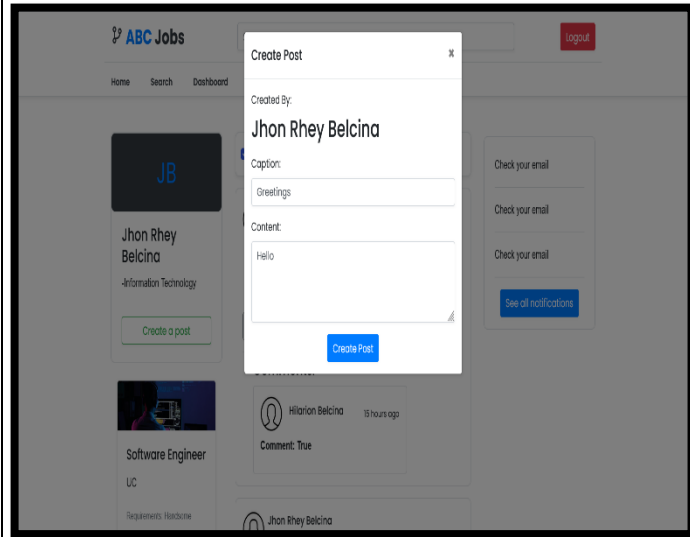 ABC Jobs
Logout
Home Search Dashboard
Create Post
×
Created By:
Jhon Rhey Belcina
Caption:
Greetings
Content:
Hello
Create Post
JB
Jhon Rhey
Belcina
-Information Technology
Create a post
Software Engineer
UC
Requirements: Handsome
Hilarion Belcina 15 hours ago
Comment: True
Jhon Rhey Belcina
Check your email
Check your email
Check your email
See all notifications